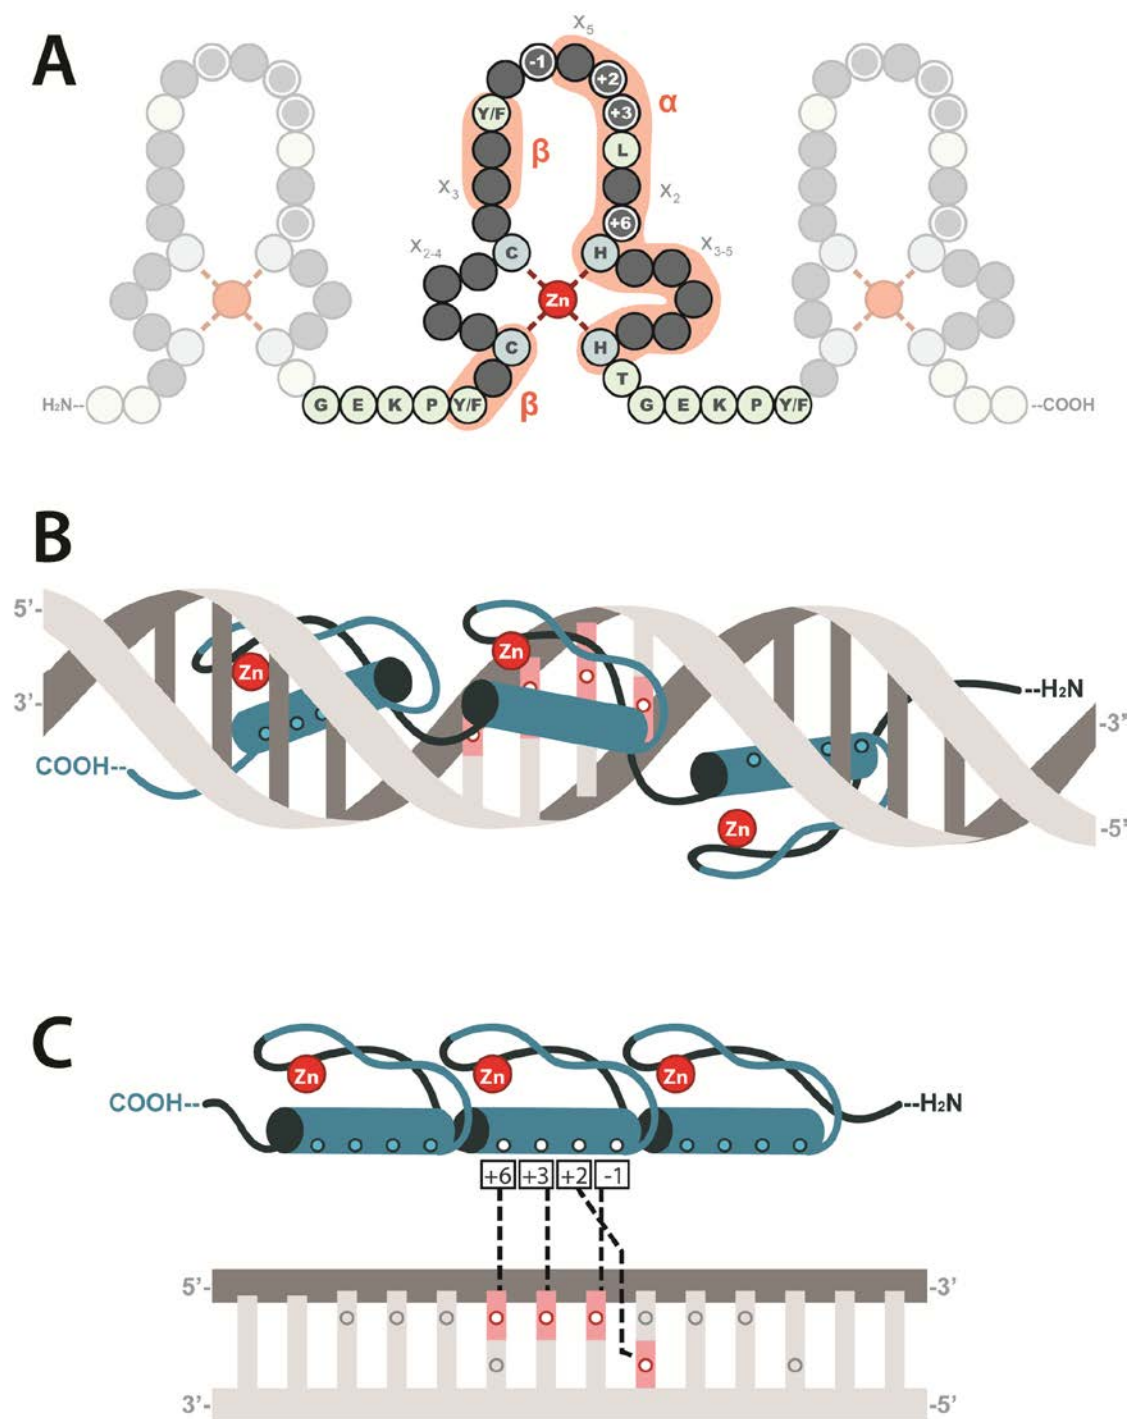 A
X5
-1
+2
+3
Y/F
α
β
L
X3
X2
+6
X2-4
C
H
X3-5
Zn
C
H
T
H2N--
G E K P Y/F
β
G E K P Y/F
--COOH
B
5'-
Zn
Zn
3'-
--H2N
-3'
COOH--
Zn
-5'
C
Zn
Zn
Zn
COOH--
--H2N
+6 +3 +2 -1
5'-
-3'
3'-
-5'